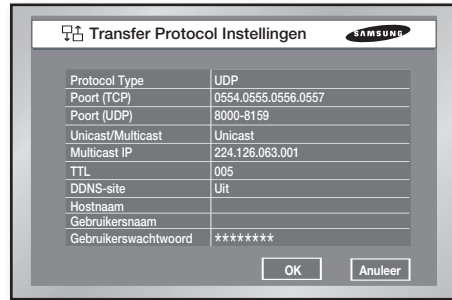 Transfer Protocol Instellingen SAMSUNG
Protocol Type UDP
Poort (TCP) 0554.0555.0556.0557
Poort (UDP) 8000-8159
Unicast/Multicast Unicast
Multicast IP 224.126.063.001
TTL 005
DDNS-site Uit
Hostnaam
Gebruikersnaam
Gebruikerswachtwoord ********
OK Anuleer